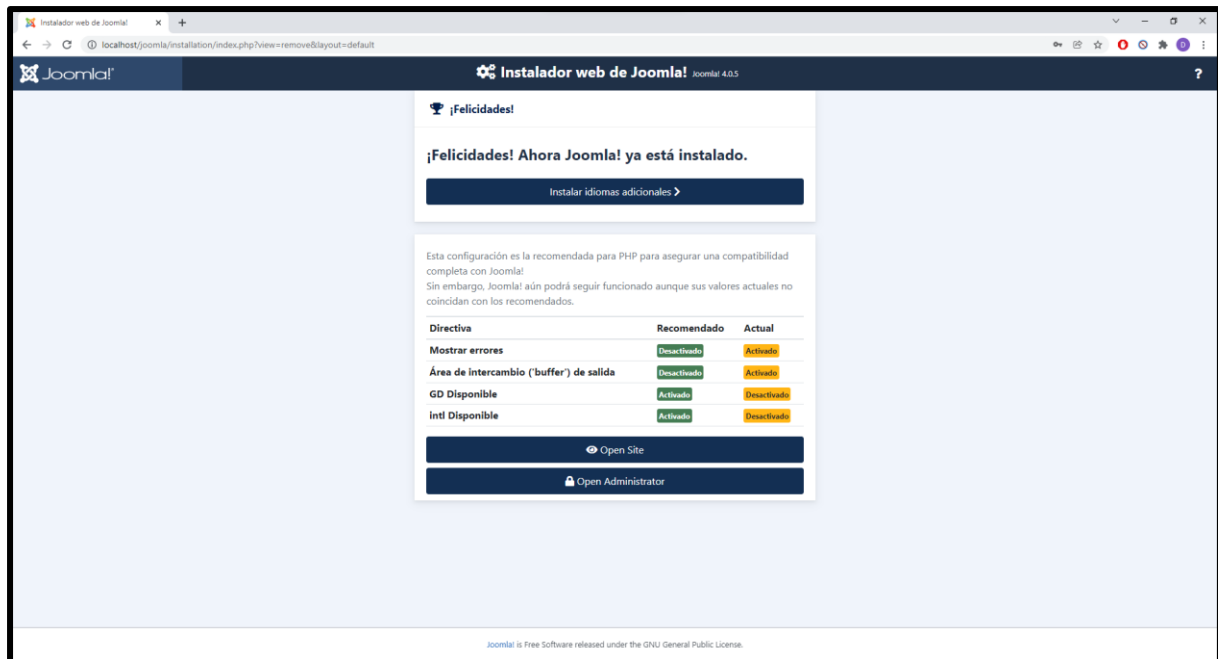 Instalador web de Joomla!
localhost/joomla/installation/index.php?view=remove&layout=default
D
Joomla!®
Instalador web de Joomla! Joomla! 4.0.5
?
¡Felicidades!
¡Felicidades! Ahora Joomla! ya está instalado.
Instalar idiomas adicionales
Esta configuración es la recomendada para PHP para asegurar una compatibilidad
completa con Joomla!
Sin embargo, Joomla! aún podrá seguir funcionado aunque sus valores actuales no
coincidan con los recomendados.
Directiva Recomendado Actual
Mostrar errores Desactivado Activado
Área de intercambio ('buffer') de salida Desactivado Activado
GD Disponible Activado Desactivado
intl Disponible Activado Desactivado
Open Site
Open Administrator
Joomla! is Free Software released under the GNU General Public License.